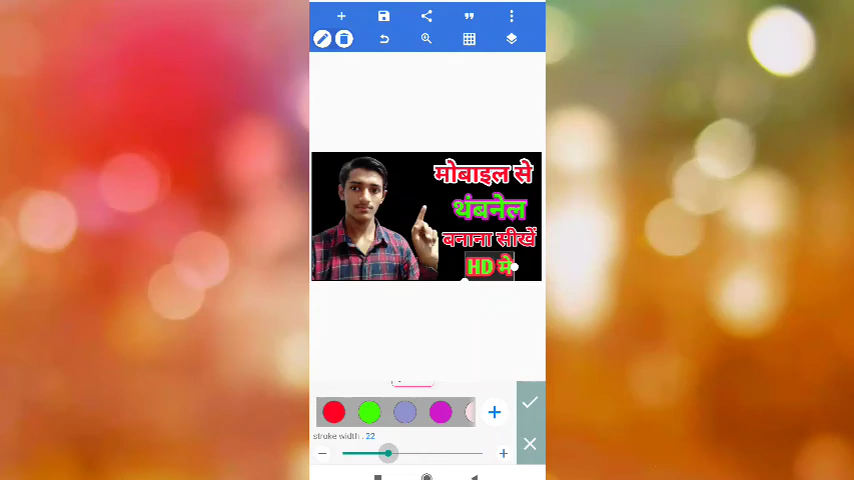 मोबाइल से
थंबनेल
बनाना सीखें
HD मे
stroke width : 22